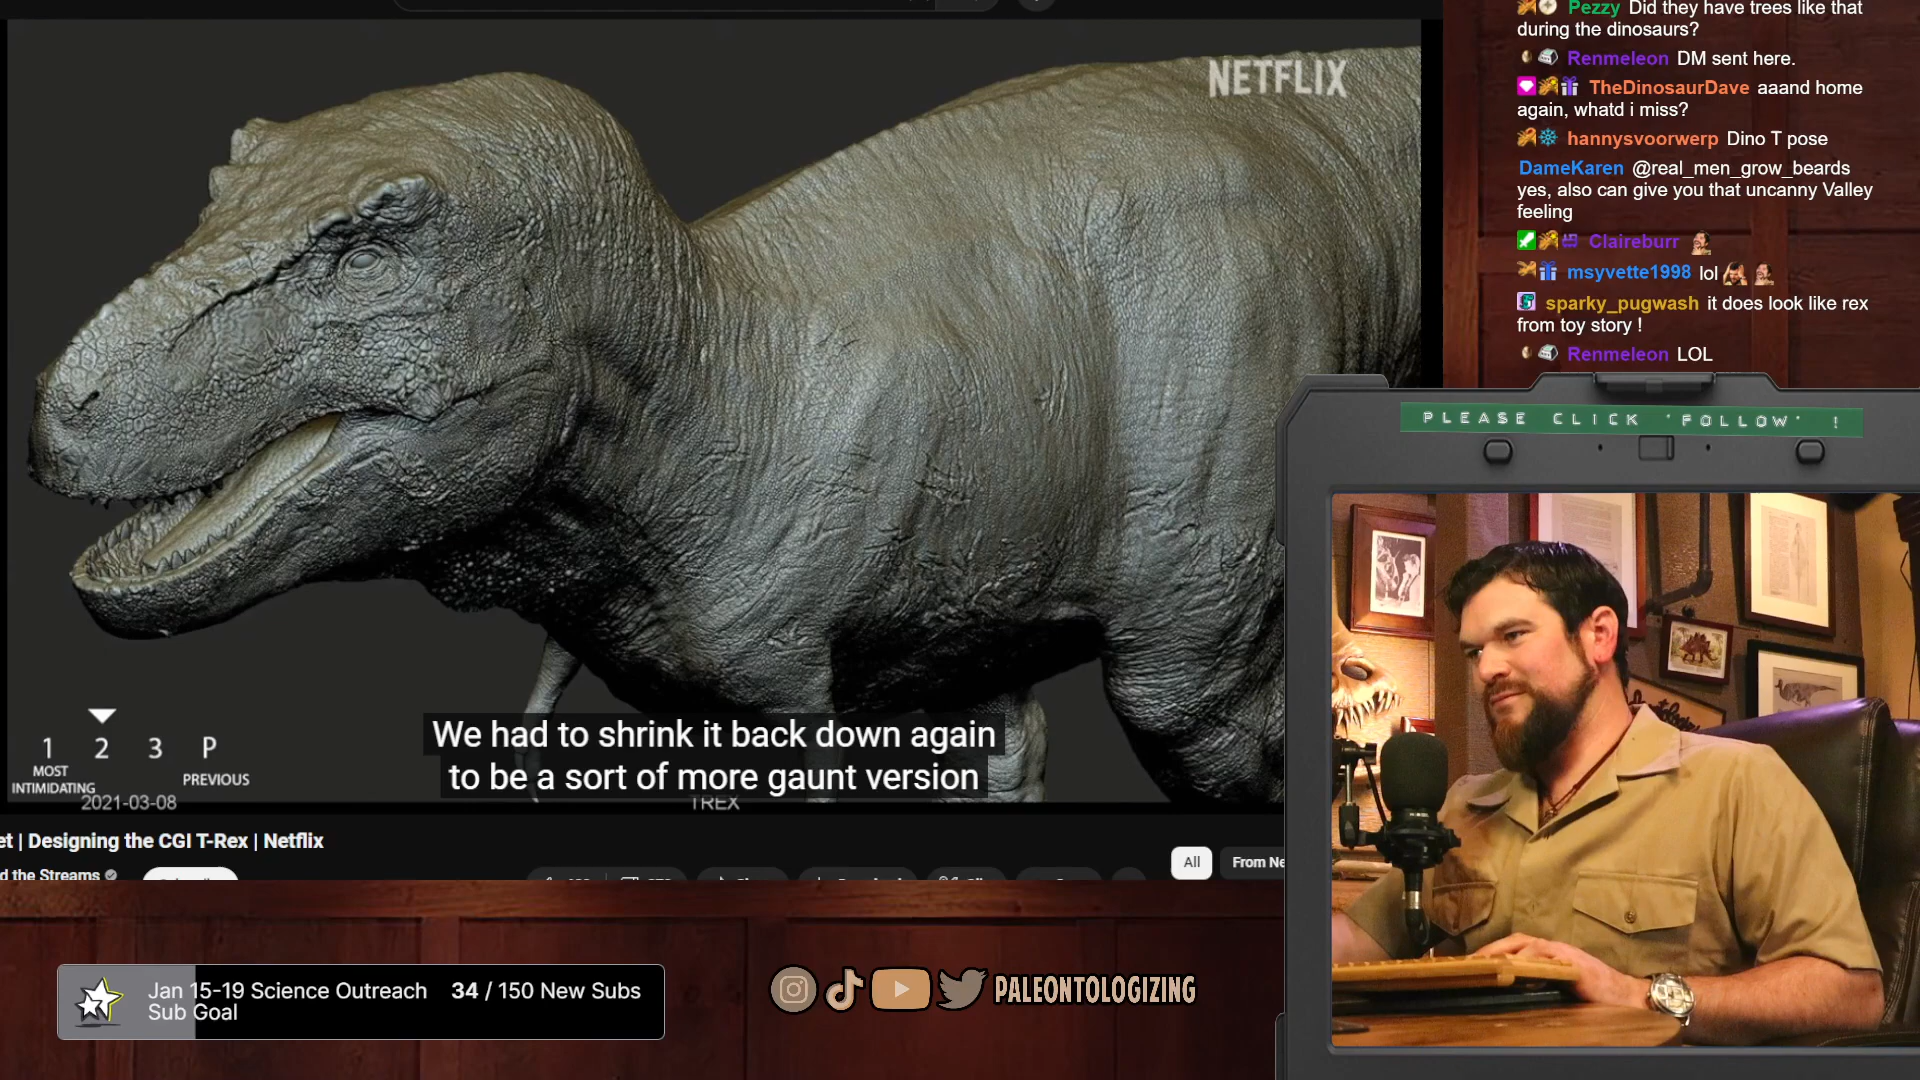 NETFLIX
1 2 3 P
MOST
INTIMIDATING
PREVIOUS
2021-03-08
We had to shrink it back down again
to be a sort of more gaunt version
TREX
et | Designing the CGI T-Rex | Netflix
d the Streams
All
From Ne
Pezzy Did they have trees like that
during the dinosaurs?
Renmeleon DM sent here.
TheDinosaurDave aaand home
again, whatd i miss?
hannysvoorwerp Dino T pose
DameKaren @real_men_grow_beards
yes, also can give you that uncanny Valley
feeling
Claireburr
msyvette1998 lol
sparky_pugwash it does look like rex
from toy story !
Renmeleon LOL
PLEASE CLICK "FOLLOW" !
Jan 15-19 Science Outreach 34 / 150 New Subs
Sub Goal
PALEONTOLOGIZING